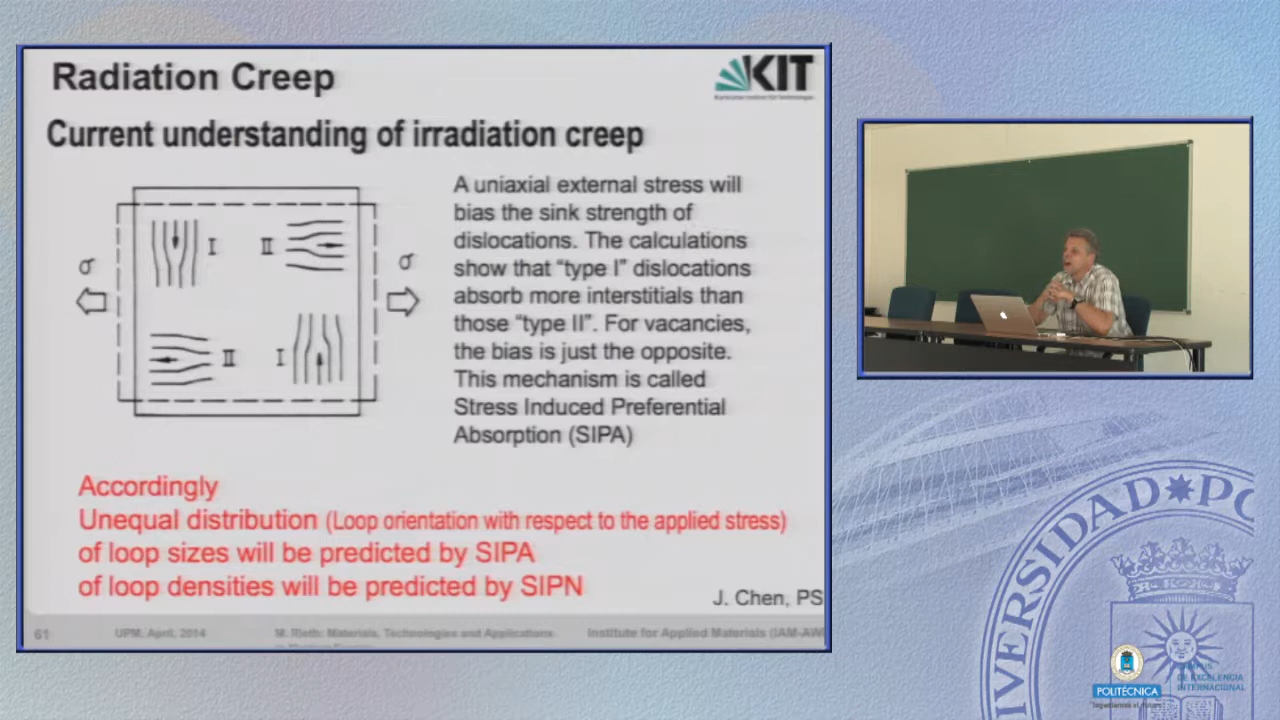 Radiation Creep
KIT
Current understanding of irradiation creep
A uniaxial external stress will
bias the sink strength of
dislocations. The calculations
show that “type I” dislocations
absorb more interstitials than
those “type II”. For vacancies,
the bias is just the opposite.
This mechanism is called
Stress Induced Preferential
Absorption (SIPA)
I II
σ σ
II I
Accordingly
Unequal distribution (Loop orientation with respect to the applied stress)
of loop sizes will be predicted by SIPA
of loop densities will be predicted by SIPN
J. Chen, PS
61 UPM, April, 2014 M. Rieth: Materials, Technologies and Applications Institute for Applied Materials (IAM-AW
VERSIDAD PO
POLITÉCNICA
DE EXCELENCIA
INTERNACIONAL